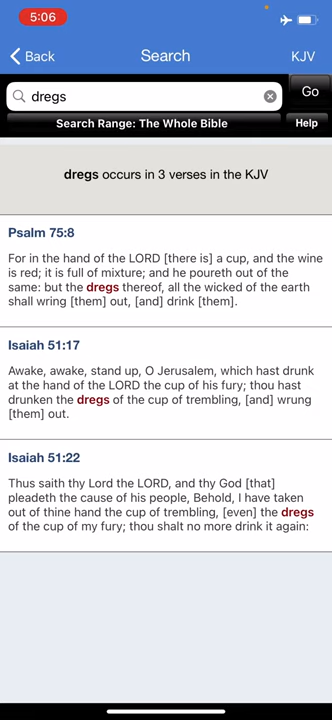 5:06
Back
Search
KJV
dregs
Go
Search Range: The Whole Bible
Help
dregs occurs in 3 verses in the KJV
Psalm 75:8
For in the hand of the LORD [there is] a cup, and the wine
is red; it is full of mixture; and he poureth out of the
same: but the dregs thereof, all the wicked of the earth
shall wring [them] out, [and] drink [them].
Isaiah 51:17
Awake, awake, stand up, O Jerusalem, which hast drunk
at the hand of the LORD the cup of his fury; thou hast
drunken the dregs of the cup of trembling, [and] wrung
[them] out.
Isaiah 51:22
Thus saith thy Lord the LORD, and thy God [that]
pleadeth the cause of his people, Behold, I have taken
out of thine hand the cup of trembling, [even] the dregs
of the cup of my fury; thou shalt no more drink it again: